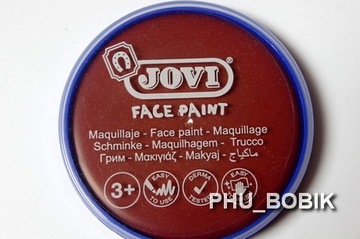 JOVI
FACE PAINT
Maquillaje - Face paint - Maquillage
Schminke - Maquilhagem - Trucco
Грим - Μακιγιάζ - Makyaj - ماكياج
3+
EASY TO USE
DERMA TESTED
EASY TO
PHU_BOBIK